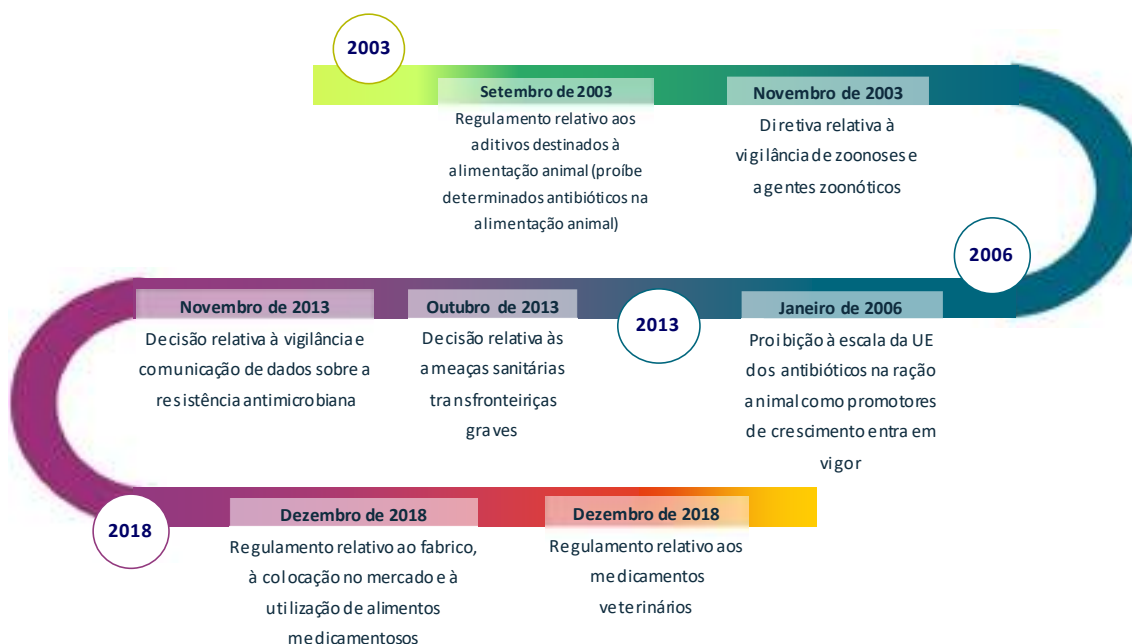 2003
Setembro de 2003
Regulamento relativo aos
aditivos destinados à
alimentação animal (proíbe
determinados antibióticos na
alimentação animal)
Novembro de 2003
Diretiva relativa à
vigilância de zoonoses e
agentes zoonóticos
2006
Janeiro de 2006
Proibição à escala da UE
dos antibióticos na ração
animal como promotores
de crescimento entra em
vigor
2013
Outubro de 2013
Decisão relativa às
ameaças sanitárias
transfronteiriças
graves
Novembro de 2013
Decisão relativa à vigilância e
comunicação de dados sobre a
resistência antimicrobiana
2018
Dezembro de 2018
Regulamento relativo ao fabrico,
à colocação no mercado e à
utilização de alimentos
medicamentosos
Dezembro de 2018
Regulamento relativo aos
medicamentos
veterinários